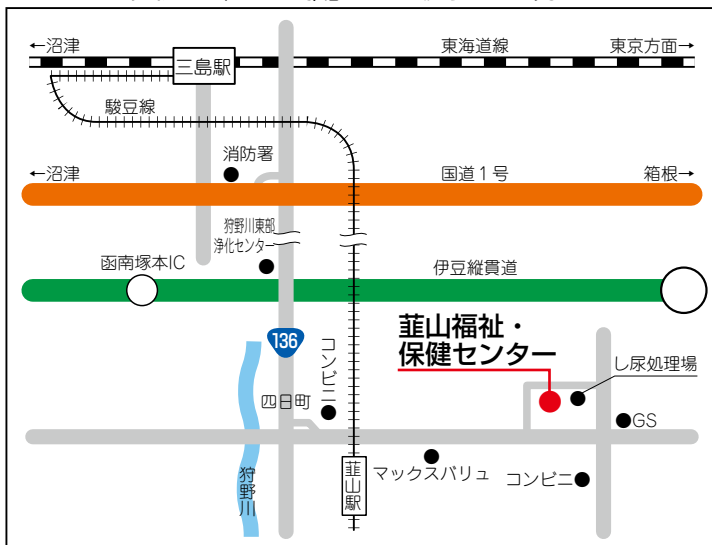 ←沼津
東海道線
東京方面→
三島駅
駿豆線
消防署
←沼津
国道1号
箱根→
狩野川東部
浄化センター
函南塚本IC
伊豆縦貫道
136
コンビニ
韮山福祉・
保健センター
し尿処理場
四日町
GS
狩野川
韮山駅
マックスバリュ
コンビニ